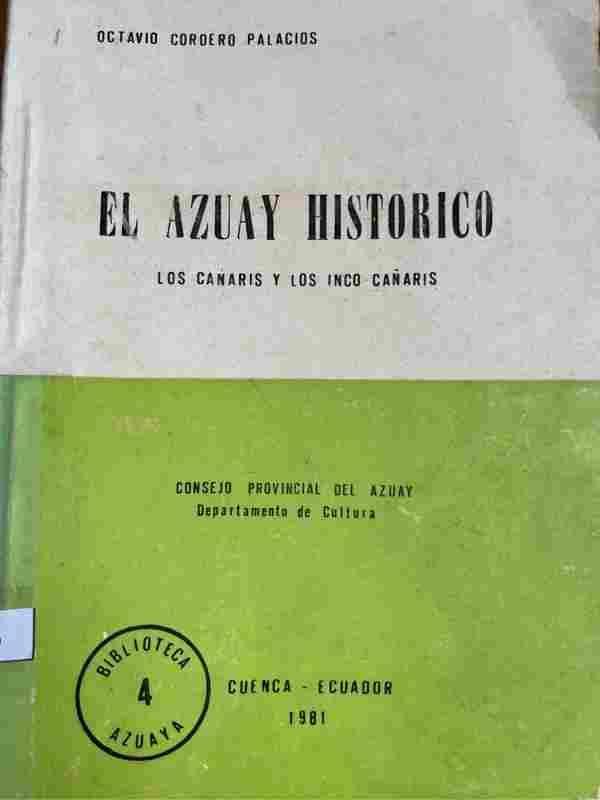 OCTAVIO CORDERO PALACIOS
EL AZUAY HISTORICO
LOS CAÑARIS Y LOS INCO CAÑARIS
CONSEJO PROVINCIAL DEL AZUAY
Departamento de Cultura
BIBLIOTECA
4
AZUAYA
CUENCA - ECUADOR
1981